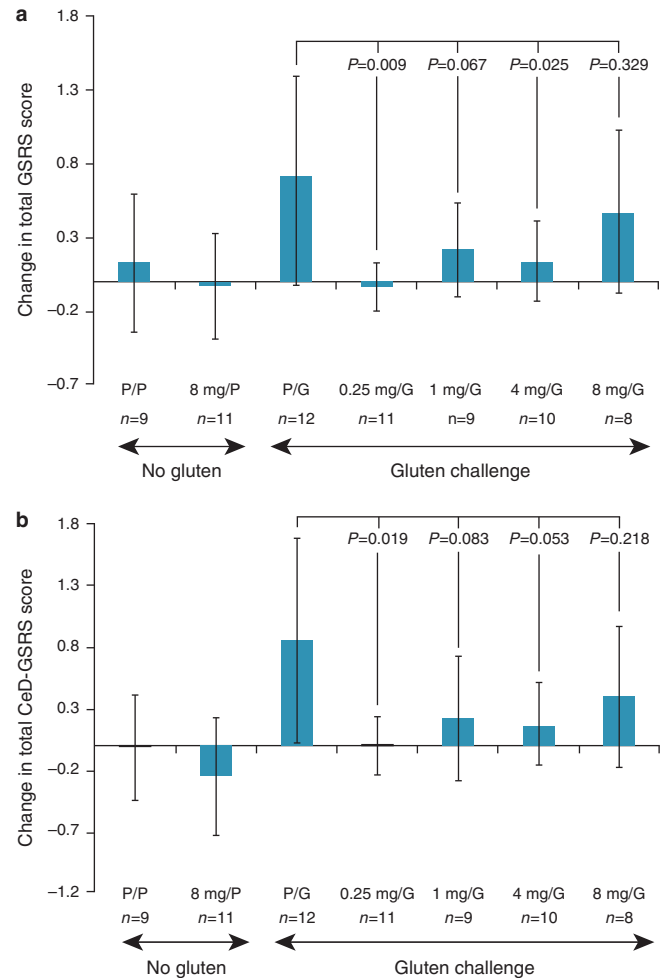 a
Change in total GSRS score
1.8
1.3
0.8
0.3
−0.2
−0.7
P=0.009 P=0.067 P=0.025 P=0.329
P/P 8 mg/P P/G 0.25 mg/G 1 mg/G 4 mg/G 8 mg/G
n=9 n=11 n=12 n=11 n=9 n=10 n=8
No gluten Gluten challenge
b
Change in total CeD-GSRS score
1.8
1.3
0.8
0.3
−0.2
−0.7
−1.2
P=0.019 P=0.083 P=0.053 P=0.218
P/P 8 mg/P P/G 0.25 mg/G 1 mg/G 4 mg/G 8 mg/G
n=9 n=11 n=12 n=11 n=9 n=10 n=8
No gluten Gluten challenge